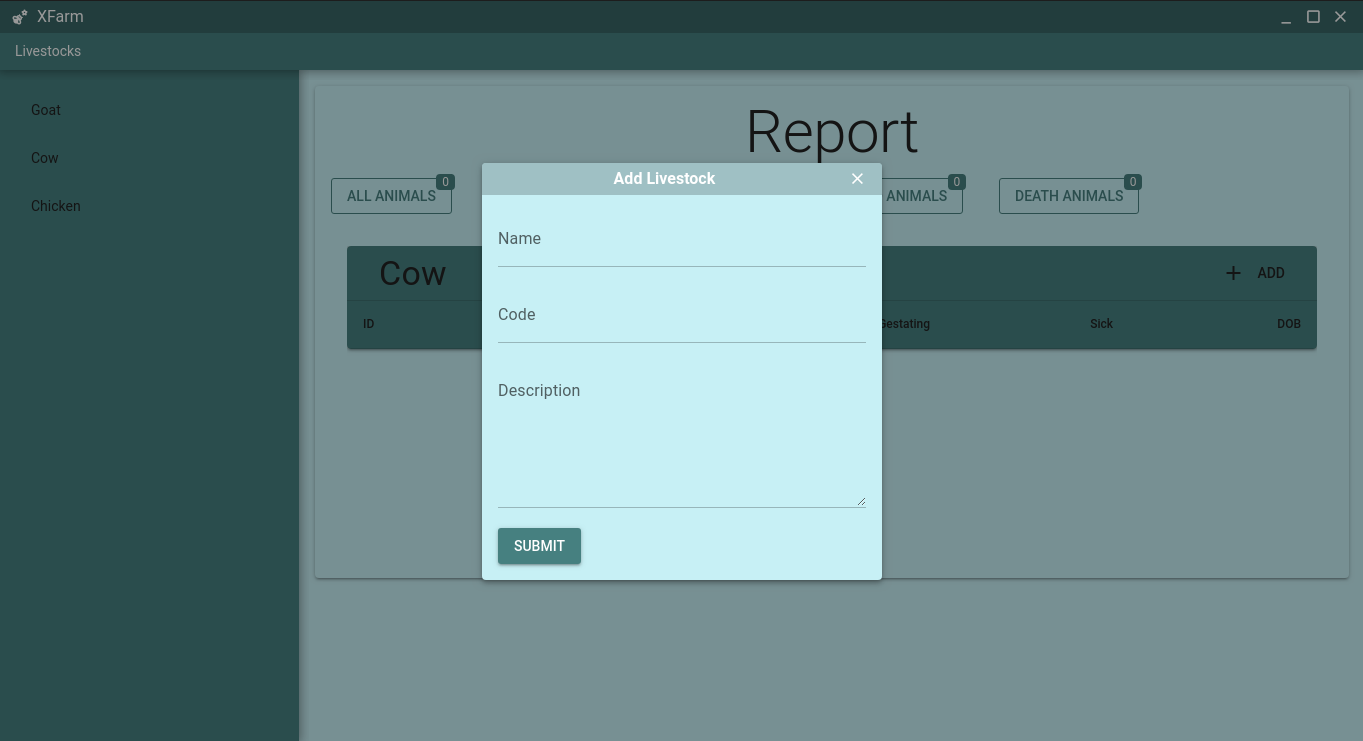 XFarm
Livestocks
Goat
Cow
Chicken
Report
ALL ANIMALS 0
ANIMALS 0
DEATH ANIMALS 0
Cow
ADD
ID
Gestating
Sick
DOB
Add Livestock
Name
Code
Description
SUBMIT